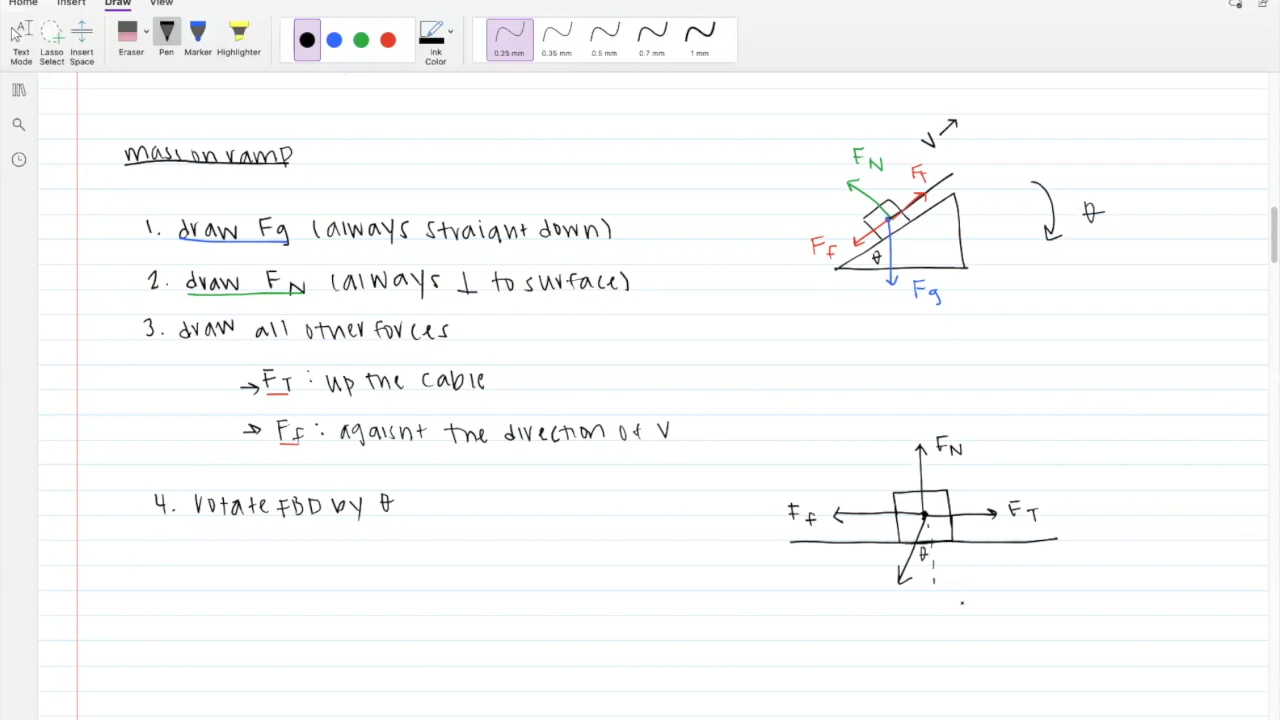 Home Insert Draw View
Text Mode Lasso Select Insert Space Eraser Pen Marker Highlighter Ink Color 0.25 mm 0.35 mm 0.5 mm 0.7 mm 1 mm
mass on ramp
1. draw Fg (always straight down)
2. draw FN (always ⊥ to surface)
3. draw all other forces
→ FT : up the cable
→ Ff : agaisnt the direction of V
4. rotate FBD by θ
V
FN
FT
Ff
θ
Fg
θ
FN
Ff
FT
θ